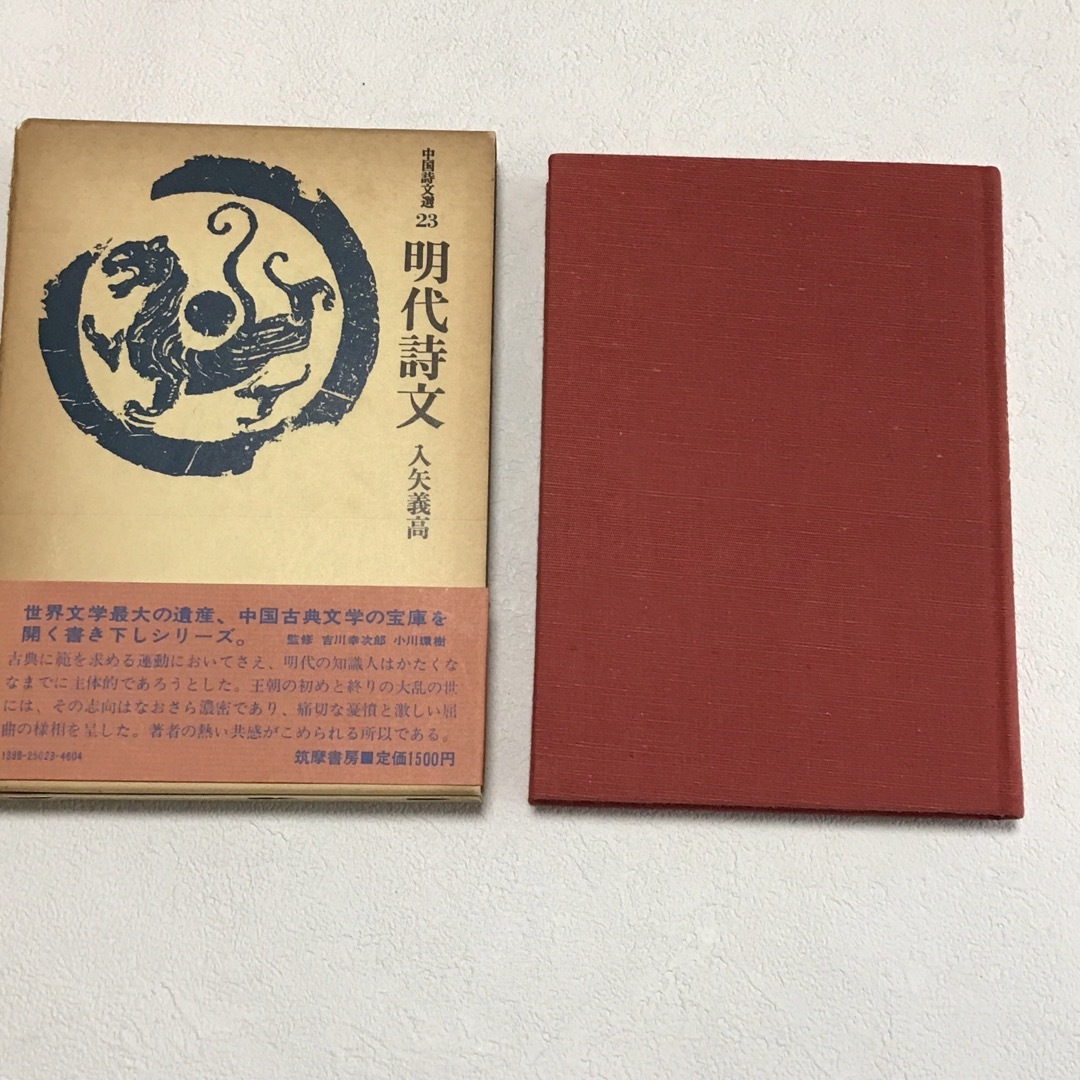 中国詩文選
23
明代詩文
入矢義高
世界文学最大の遺産、中国古典文学の宝庫を
開く書き下しシリーズ。 監修 吉川幸次郎 小川環樹
古典に範を求める運動においてさえ、明代の知識人はかたくな
なまでに主体的であろうとした。王朝の初めと終りの大乱の世
には、その志向はなおさら濃密であり、痛切な憂憤と激しい屈
曲の様相を呈した。著者の熱い共感がこめられる所以である。
1398-25023-4604 筑摩書房■定価1500円